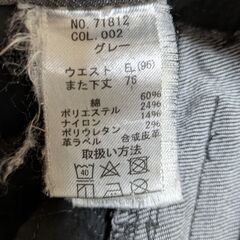 NO. 71812
COL. 002
グレー
ウエスト EL(96)
また下丈 76
綿 60%
ポリエステル 24%
ナイロン 14%
ポリウレタン 2%
革ラベル 合成皮革
取扱い方法
40